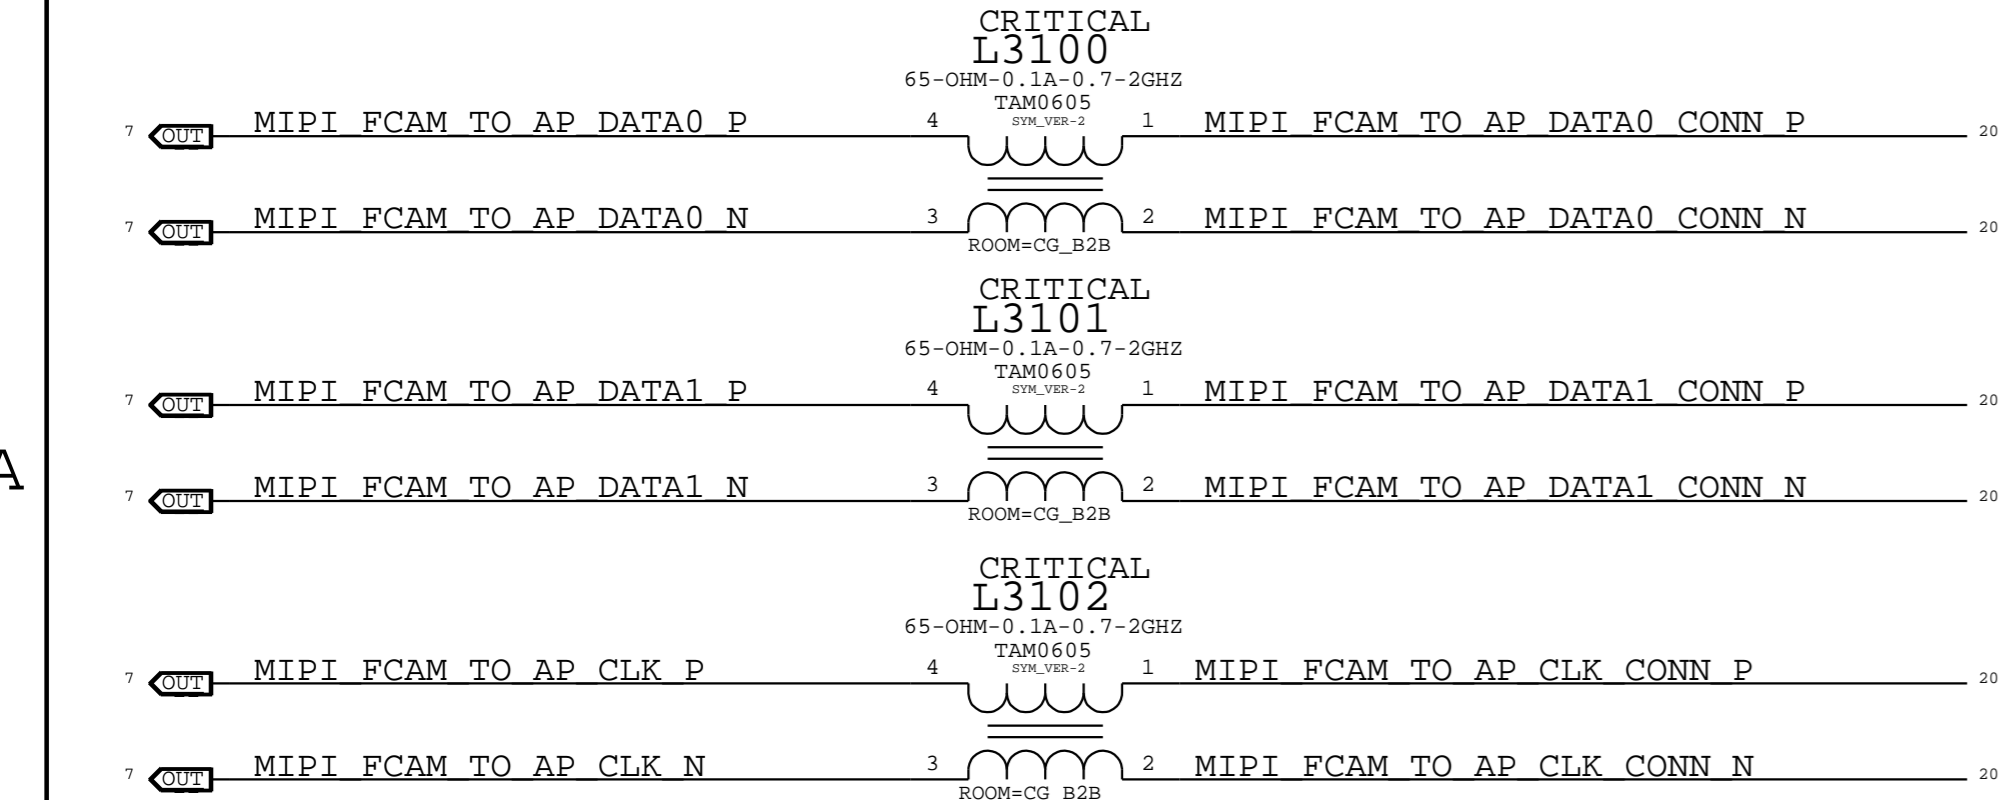 CRITICAL
L3100
65-OHM-0.1A-0.7-2GHZ
TAM0605
SYM_VER-2
7 OUT MIPI_FCAM_TO_AP_DATA0_P 4 1 MIPI_FCAM_TO_AP_DATA0_CONN_P 20
7 OUT MIPI_FCAM_TO_AP_DATA0_N 3 2 MIPI_FCAM_TO_AP_DATA0_CONN_N 20
ROOM=CG_B2B
CRITICAL
L3101
65-OHM-0.1A-0.7-2GHZ
TAM0605
SYM_VER-2
7 OUT MIPI_FCAM_TO_AP_DATA1_P 4 1 MIPI_FCAM_TO_AP_DATA1_CONN_P 20
A
7 OUT MIPI_FCAM_TO_AP_DATA1_N 3 2 MIPI_FCAM_TO_AP_DATA1_CONN_N 20
ROOM=CG_B2B
CRITICAL
L3102
65-OHM-0.1A-0.7-2GHZ
TAM0605
SYM_VER-2
7 OUT MIPI_FCAM_TO_AP_CLK_P 4 1 MIPI_FCAM_TO_AP_CLK_CONN_P 20
7 OUT MIPI_FCAM_TO_AP_CLK_N 3 2 MIPI_FCAM_TO_AP_CLK_CONN_N 20
ROOM=CG_B2B